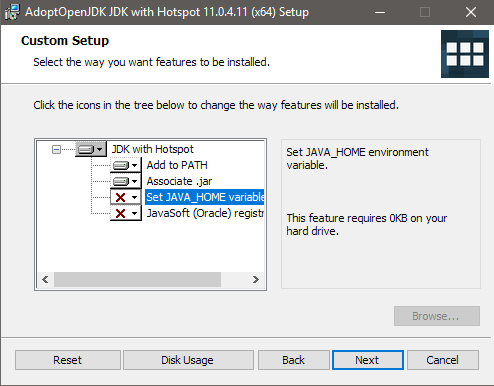 AdoptOpenJDK JDK with Hotspot 11.0.4.11 (x64) Setup
Custom Setup
Select the way you want features to be installed.
Click the icons in the tree below to change the way features will be installed.
JDK with Hotspot
Add to PATH
Associate .jar
Set JAVA_HOME variable
JavaSoft (Oracle) registr
Set JAVA_HOME environment
variable.
This feature requires 0KB on your
hard drive.
Browse...
Reset
Disk Usage
Back
Next
Cancel